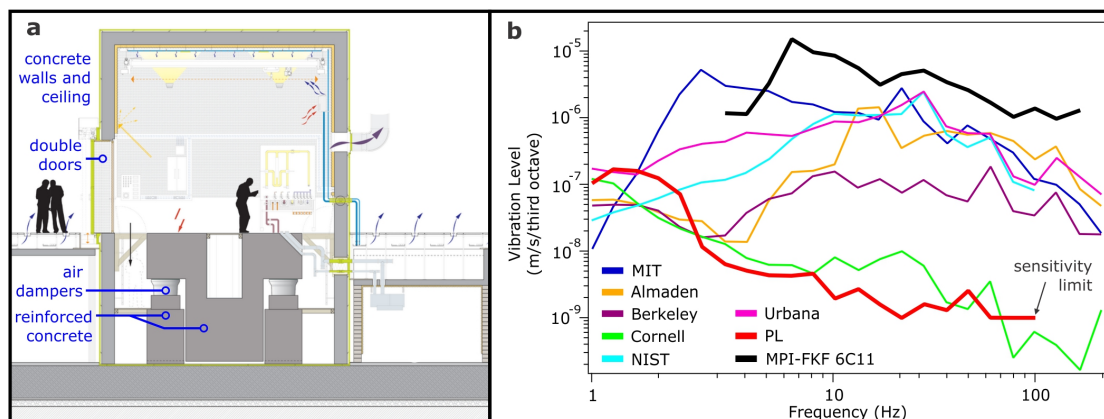 a
concrete
walls and
ceiling
double
doors
air
dampers
reinforced
concrete
b
Vibration Level
(m/s/third octave)
10⁻⁵
10⁻⁶
10⁻⁷
10⁻⁸
10⁻⁹
MIT
Almaden
Berkeley
Cornell
NIST
Urbana
PL
MPI-FKF 6C11
sensitivity
limit
1
10
100
Frequency (Hz)